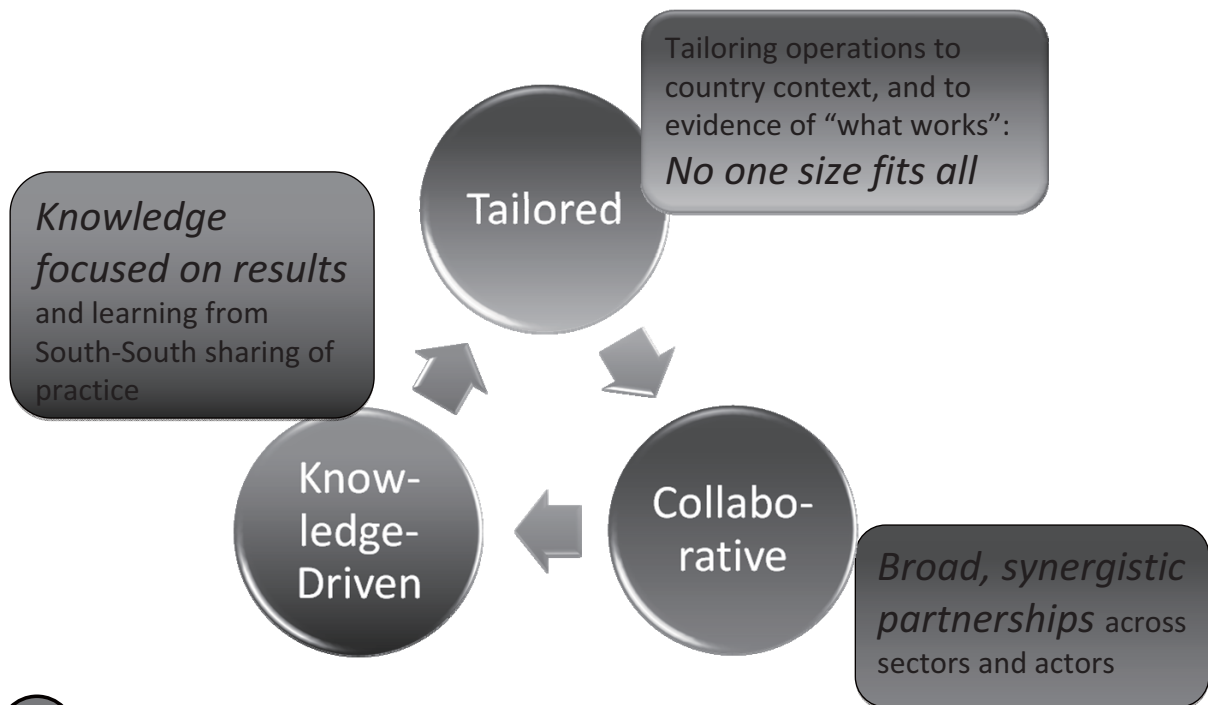 Tailoring operations to
country context, and to
evidence of “what works”:
No one size fits all
Tailored
Knowledge
focused on results
and learning from
South-South sharing of
practice
Know-
ledge-
Driven
Collabo-
rative
Broad, synergistic
partnerships across
sectors and actors